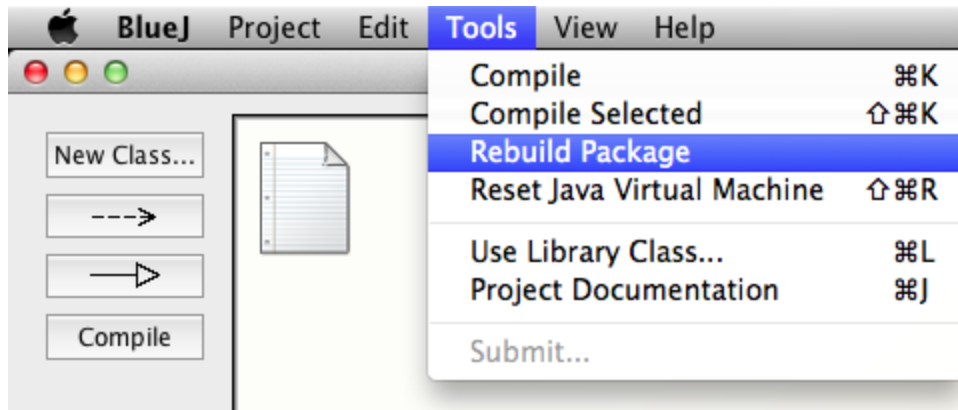 BlueJ Project Edit Tools View Help
Compile ⌘K
Compile Selected ⇧⌘K
Rebuild Package
Reset Java Virtual Machine ⇧⌘R
Use Library Class... ⌘L
Project Documentation ⌘J
Submit...
New Class...
Compile